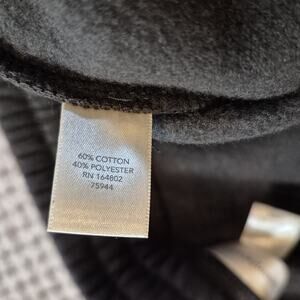 60% COTTON
40% POLYESTER
RN 164802
75944